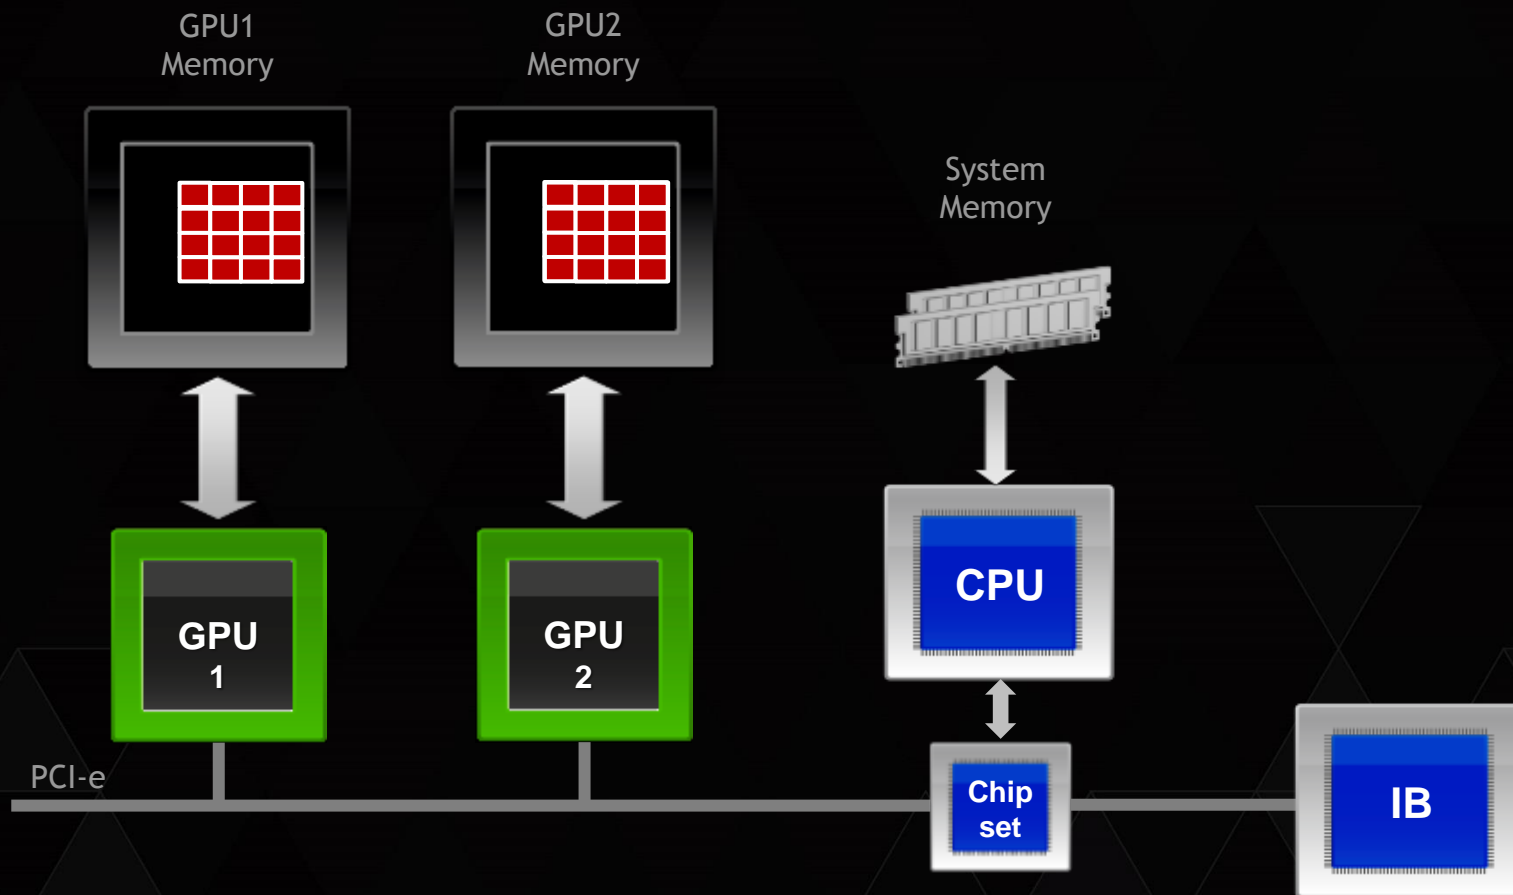 GPU1
Memory
GPU2
Memory
System
Memory
GPU
1
GPU
2
CPU
PCI-e
Chip
set
IB